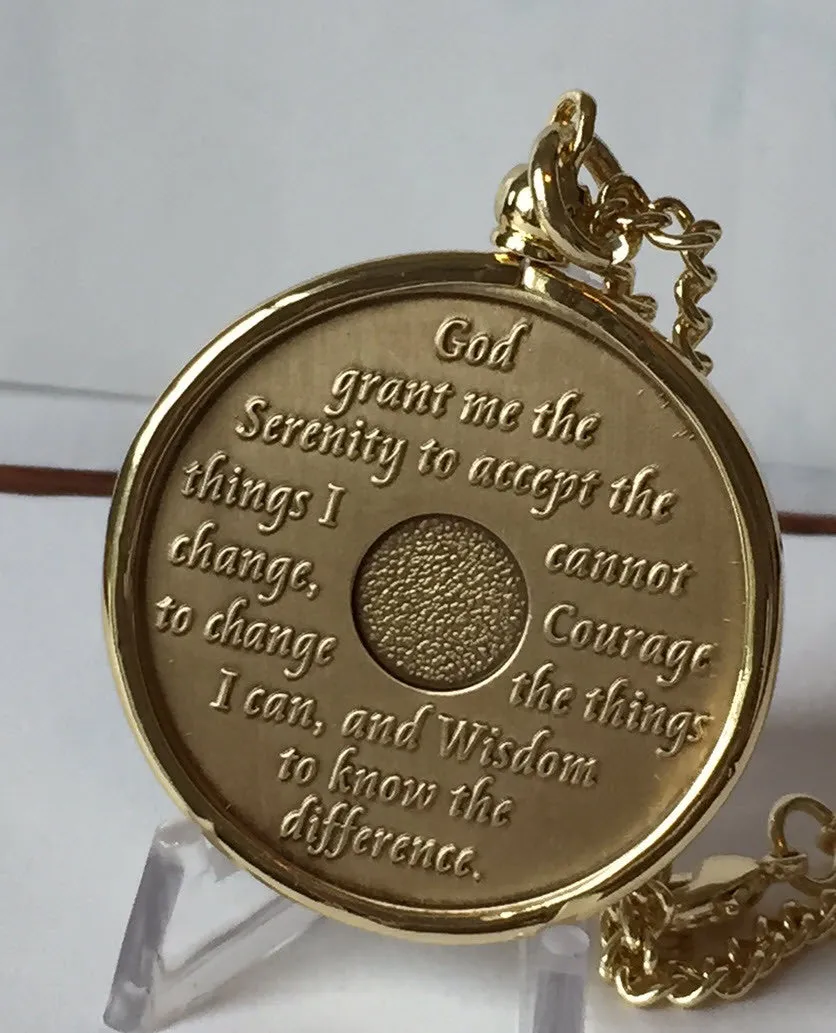 God
grant me the
Serenity to accept the
things I cannot
change, Courage
to change the things
I can, and Wisdom
to know the
difference.